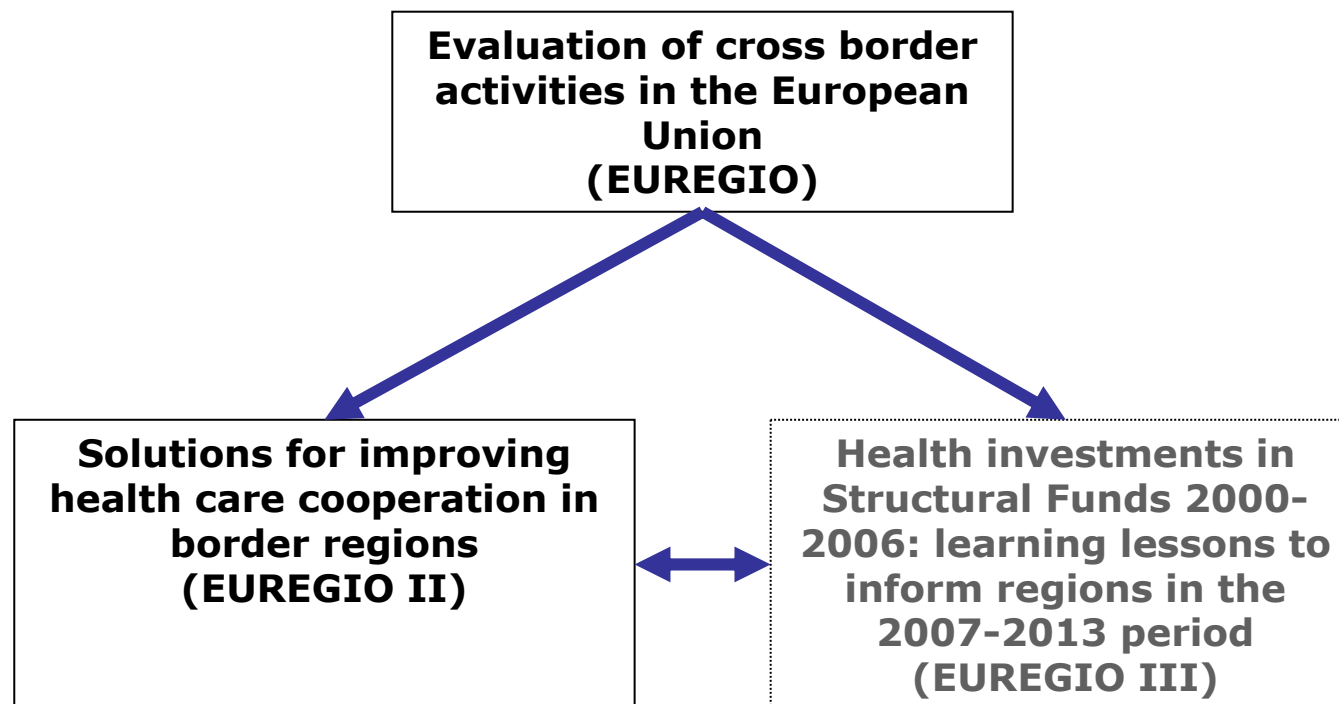 Evaluation of cross border
activities in the European
Union
(EUREGIO)
Solutions for improving
health care cooperation in
border regions
(EUREGIO II)
Health investments in
Structural Funds 2000-
2006: learning lessons to
inform regions in the
2007-2013 period
(EUREGIO III)